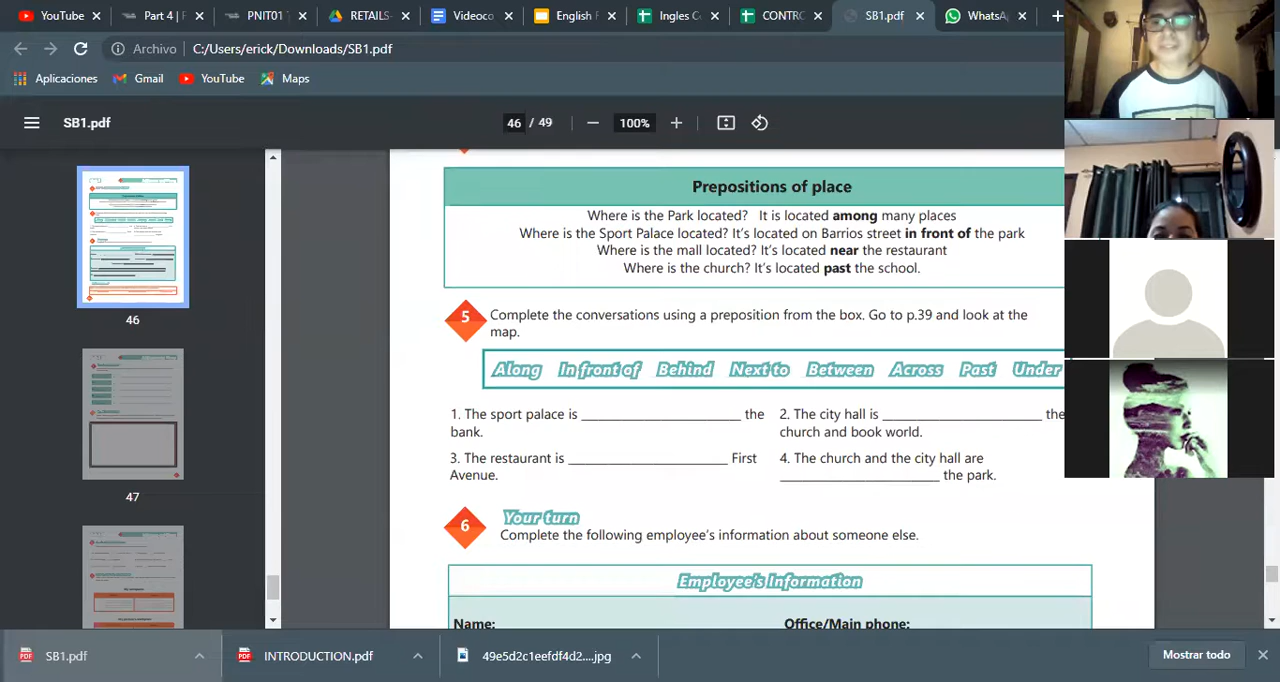 YouTube
Part 4 | F
PNIT01
RETAILS-
Videoco
English F
Ingles Co
CONTRO
SB1.pdf
WhatsA
Archivo C:/Users/erick/Downloads/SB1.pdf
Aplicaciones Gmail YouTube Maps
SB1.pdf 46 / 49 100%
46
47
Prepositions of place
Where is the Park located? It is located among many places
Where is the Sport Palace located? It's located on Barrios street in front of the park
Where is the mall located? It's located near the restaurant
Where is the church? It's located past the school.
5 Complete the conversations using a preposition from the box. Go to p.39 and look at the
map.
Along In front of Behind Next to Between Across Past Under
1. The sport palace is ____________________ the
bank.
2. The city hall is ____________________ the
church and book world.
3. The restaurant is ____________________ First
Avenue.
4. The church and the city hall are
____________________ the park.
6 Your turn
Complete the following employee's information about someone else.
Employee's Information
Name: Office/Main phone:
SB1.pdf INTRODUCTION.pdf 49e5d2c1eefdf4d2....jpg Mostrar todo